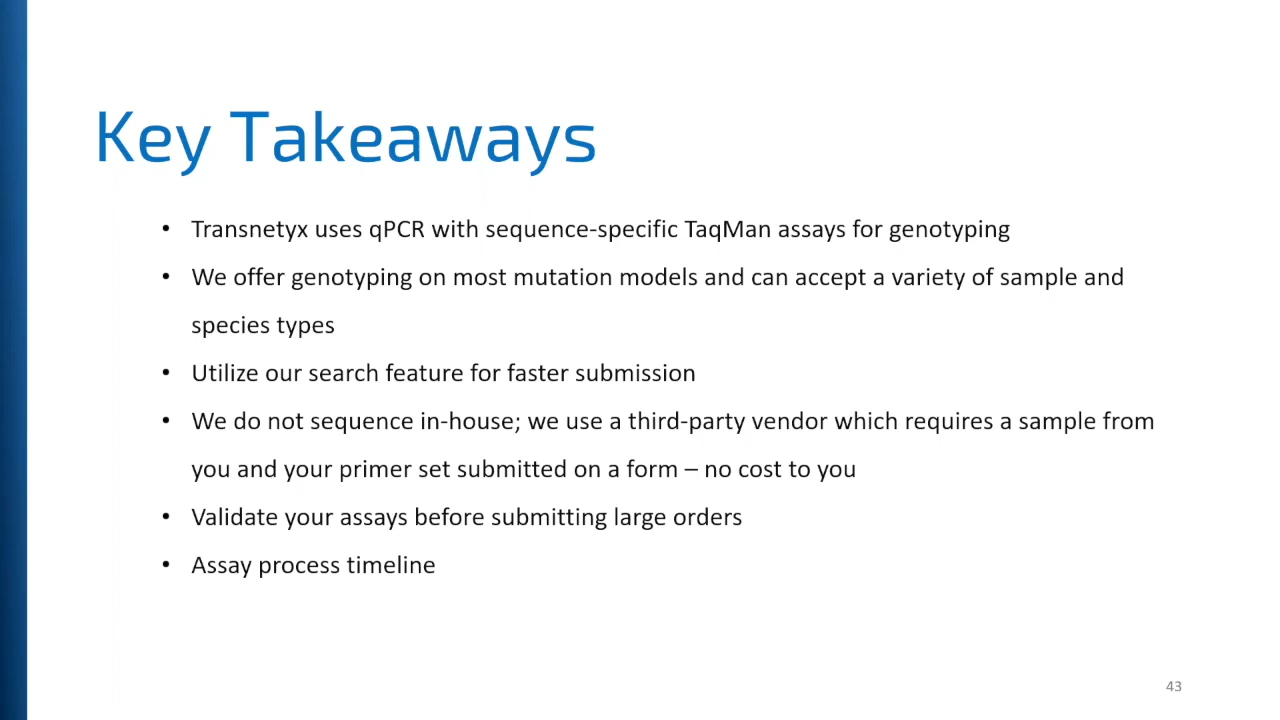 Key Takeaways
• Transnetyx uses qPCR with sequence-specific TaqMan assays for genotyping
• We offer genotyping on most mutation models and can accept a variety of sample and
species types
• Utilize our search feature for faster submission
• We do not sequence in-house; we use a third-party vendor which requires a sample from
you and your primer set submitted on a form – no cost to you
• Validate your assays before submitting large orders
• Assay process timeline
43